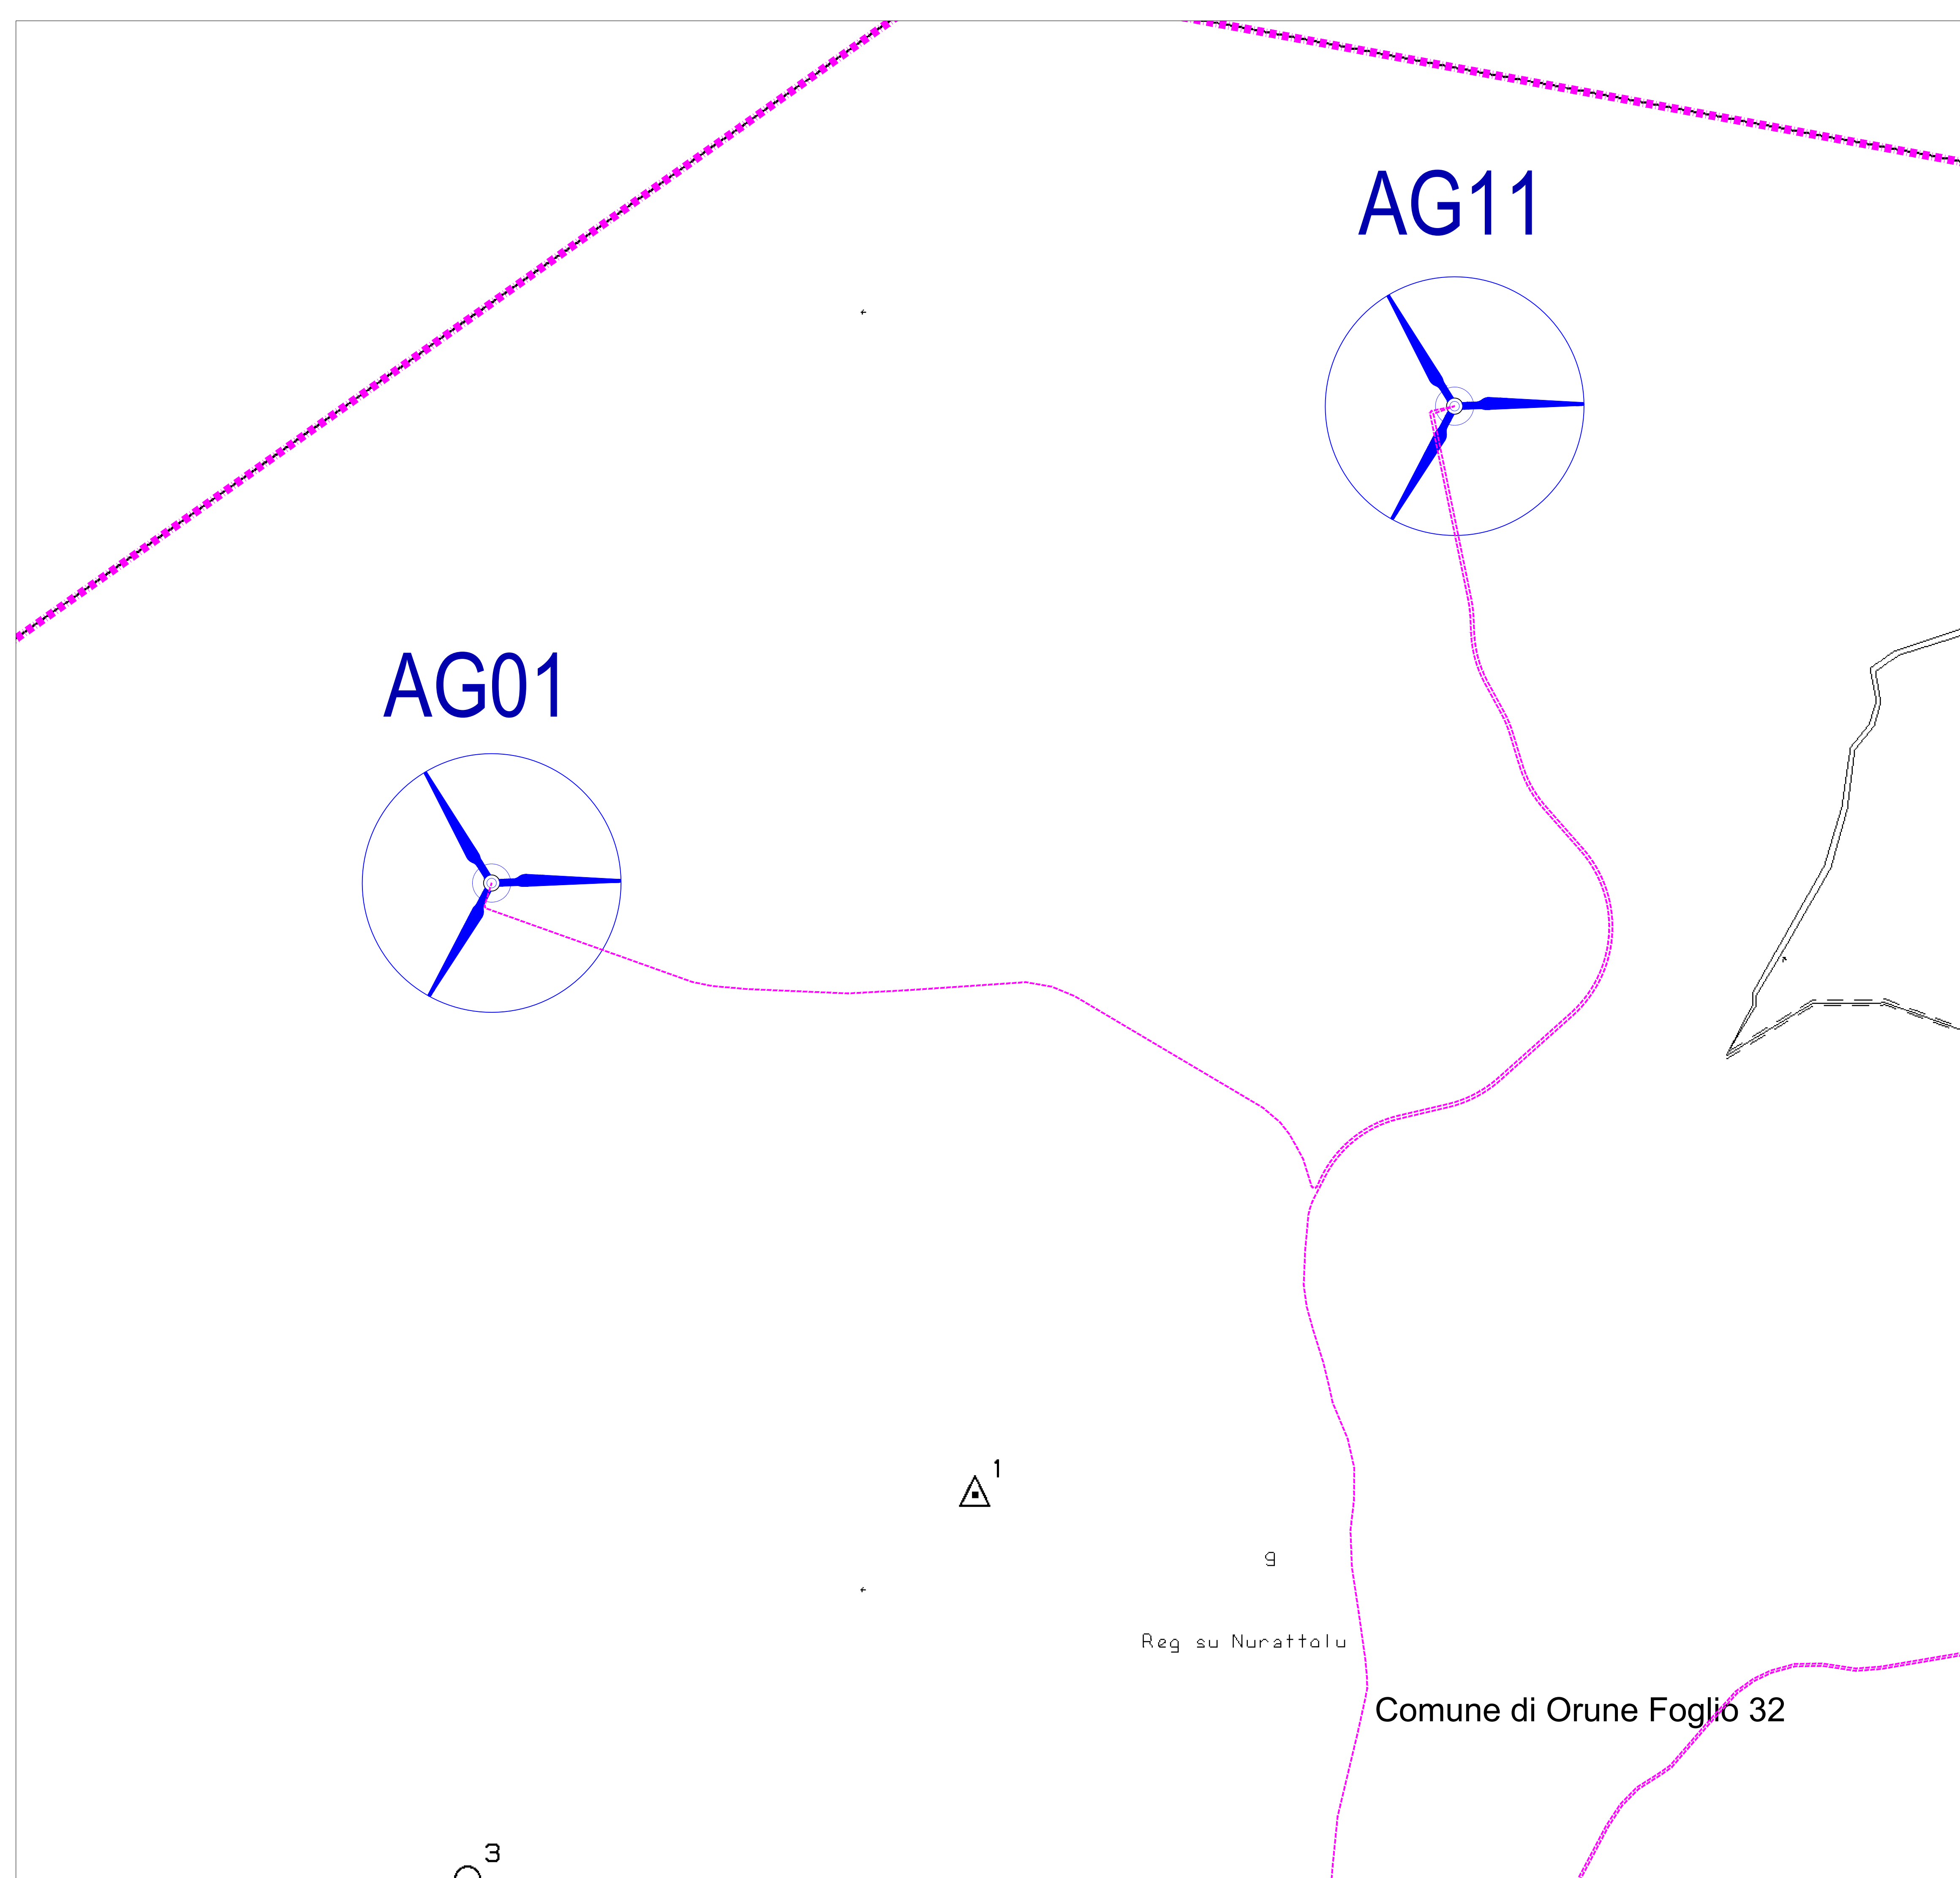 AG11
AG01
1
g
Reg su Nurattolu
Comune di Orune Foglio 32
3